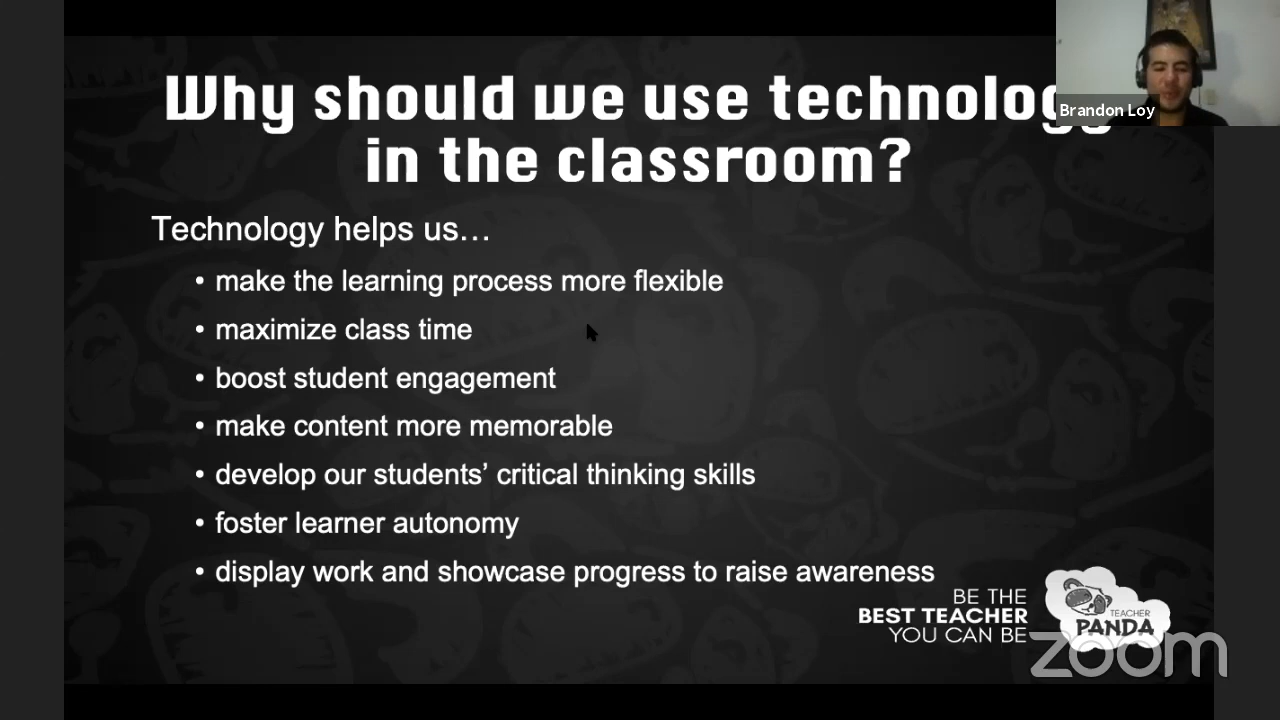 Why should we use technology
in the classroom?
Brandon Loy
Technology helps us…
• make the learning process more flexible
• maximize class time
• boost student engagement
• make content more memorable
• develop our students’ critical thinking skills
• foster learner autonomy
• display work and showcase progress to raise awareness
BE THE
BEST TEACHER
YOU CAN BE
TEACHER
PANDA
zoom